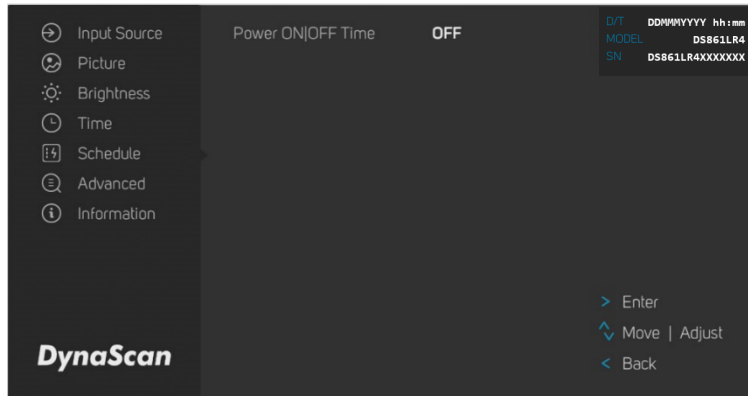 Input Source
Picture
Brightness
Time
Schedule
Advanced
Information
DynaScan
Power ON|OFF Time OFF
D/T DDMMMYYYY hh:mm
MODEL DS861LR4
SN DS861LR4XXXXXXX
> Enter
Move | Adjust
< Back